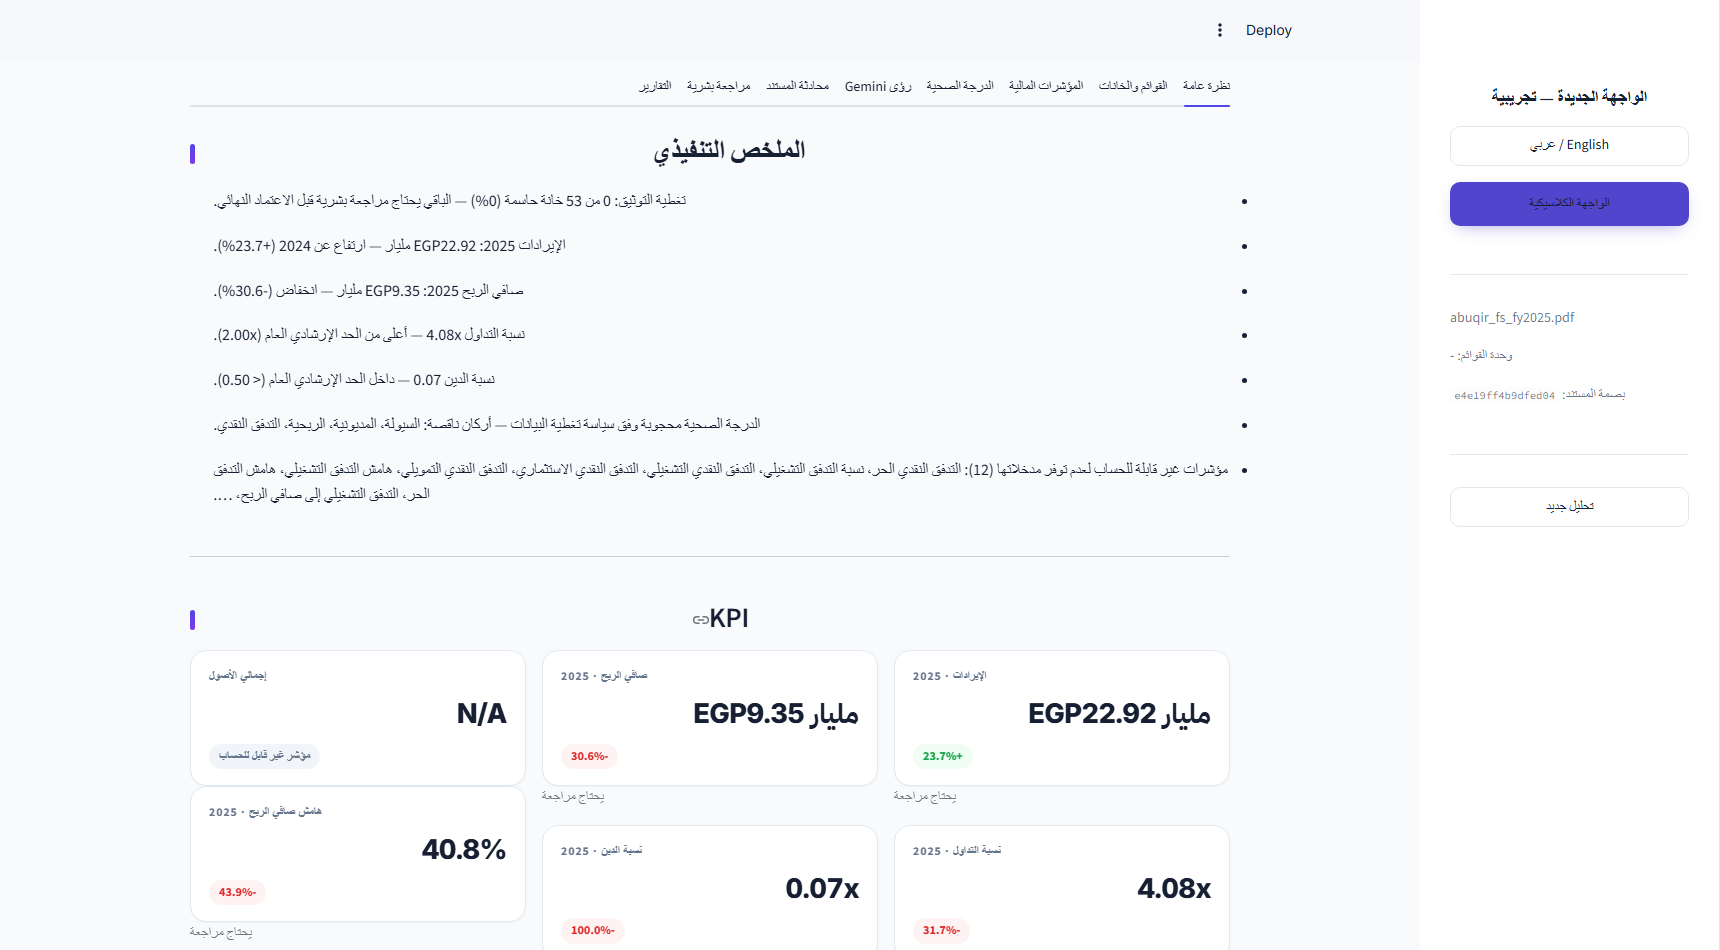 Deploy
الواجهة الجديدة — تجريبية
عربي / English
الواجهة الكلاسيكية
abuqir_fs_fy2025.pdf
وحدة القوائم: -
بصمة المستند: e4e19ff4b9dfed04
تحليل جديد
نظرة عامة
القوائم والخانات
المؤشرات المالية
الدرجة الصحية
رؤى Gemini
محادثة المستند
مراجعة بشرية
التقارير
الملخص التنفيذي
تغطية التوثيق: 0 من 53 خانة حاسمة (0%) — الباقي يحتاج مراجعة بشرية قبل الاعتماد النهائي.
الإيرادات 2025: EGP22.92 مليار — ارتفاع عن 2024 (+23.7%).
صافي الربح 2025: EGP9.35 مليار — انخفاض (-30.6%).
نسبة التداول 4.08x — أعلى من الحد الإرشادي العام (2.00x).
نسبة الدين 0.07 — داخل الحد الإرشادي العام (< 0.50).
الدرجة الصحية محجوبة وفق سياسة تغطية البيانات — أركان ناقصة: السيولة، المديونية، الربحية، التدفق النقدي.
مؤشرات غير قابلة للحساب لعدم توفر مدخلاتها (12): التدفق النقدي الحر، نسبة التدفق التشغيلي، التدفق النقدي التشغيلي، التدفق النقدي الاستثماري، التدفق النقدي التمويلي، هامش التدفق التشغيلي، هامش التدفق
الحر، التدفق التشغيلي إلى صافي الربح، ….
KPI
الإيرادات · 2025
EGP22.92 مليار
+23.7%
يحتاج مراجعة
صافي الربح · 2025
EGP9.35 مليار
-30.6%
يحتاج مراجعة
إجمالي الأصول
N/A
مؤشر غير قابل للحساب
نسبة التداول · 2025
4.08x
-31.7%
نسبة الدين · 2025
0.07x
-100.0%
هامش صافي الربح · 2025
40.8%
-43.9%
يحتاج مراجعة